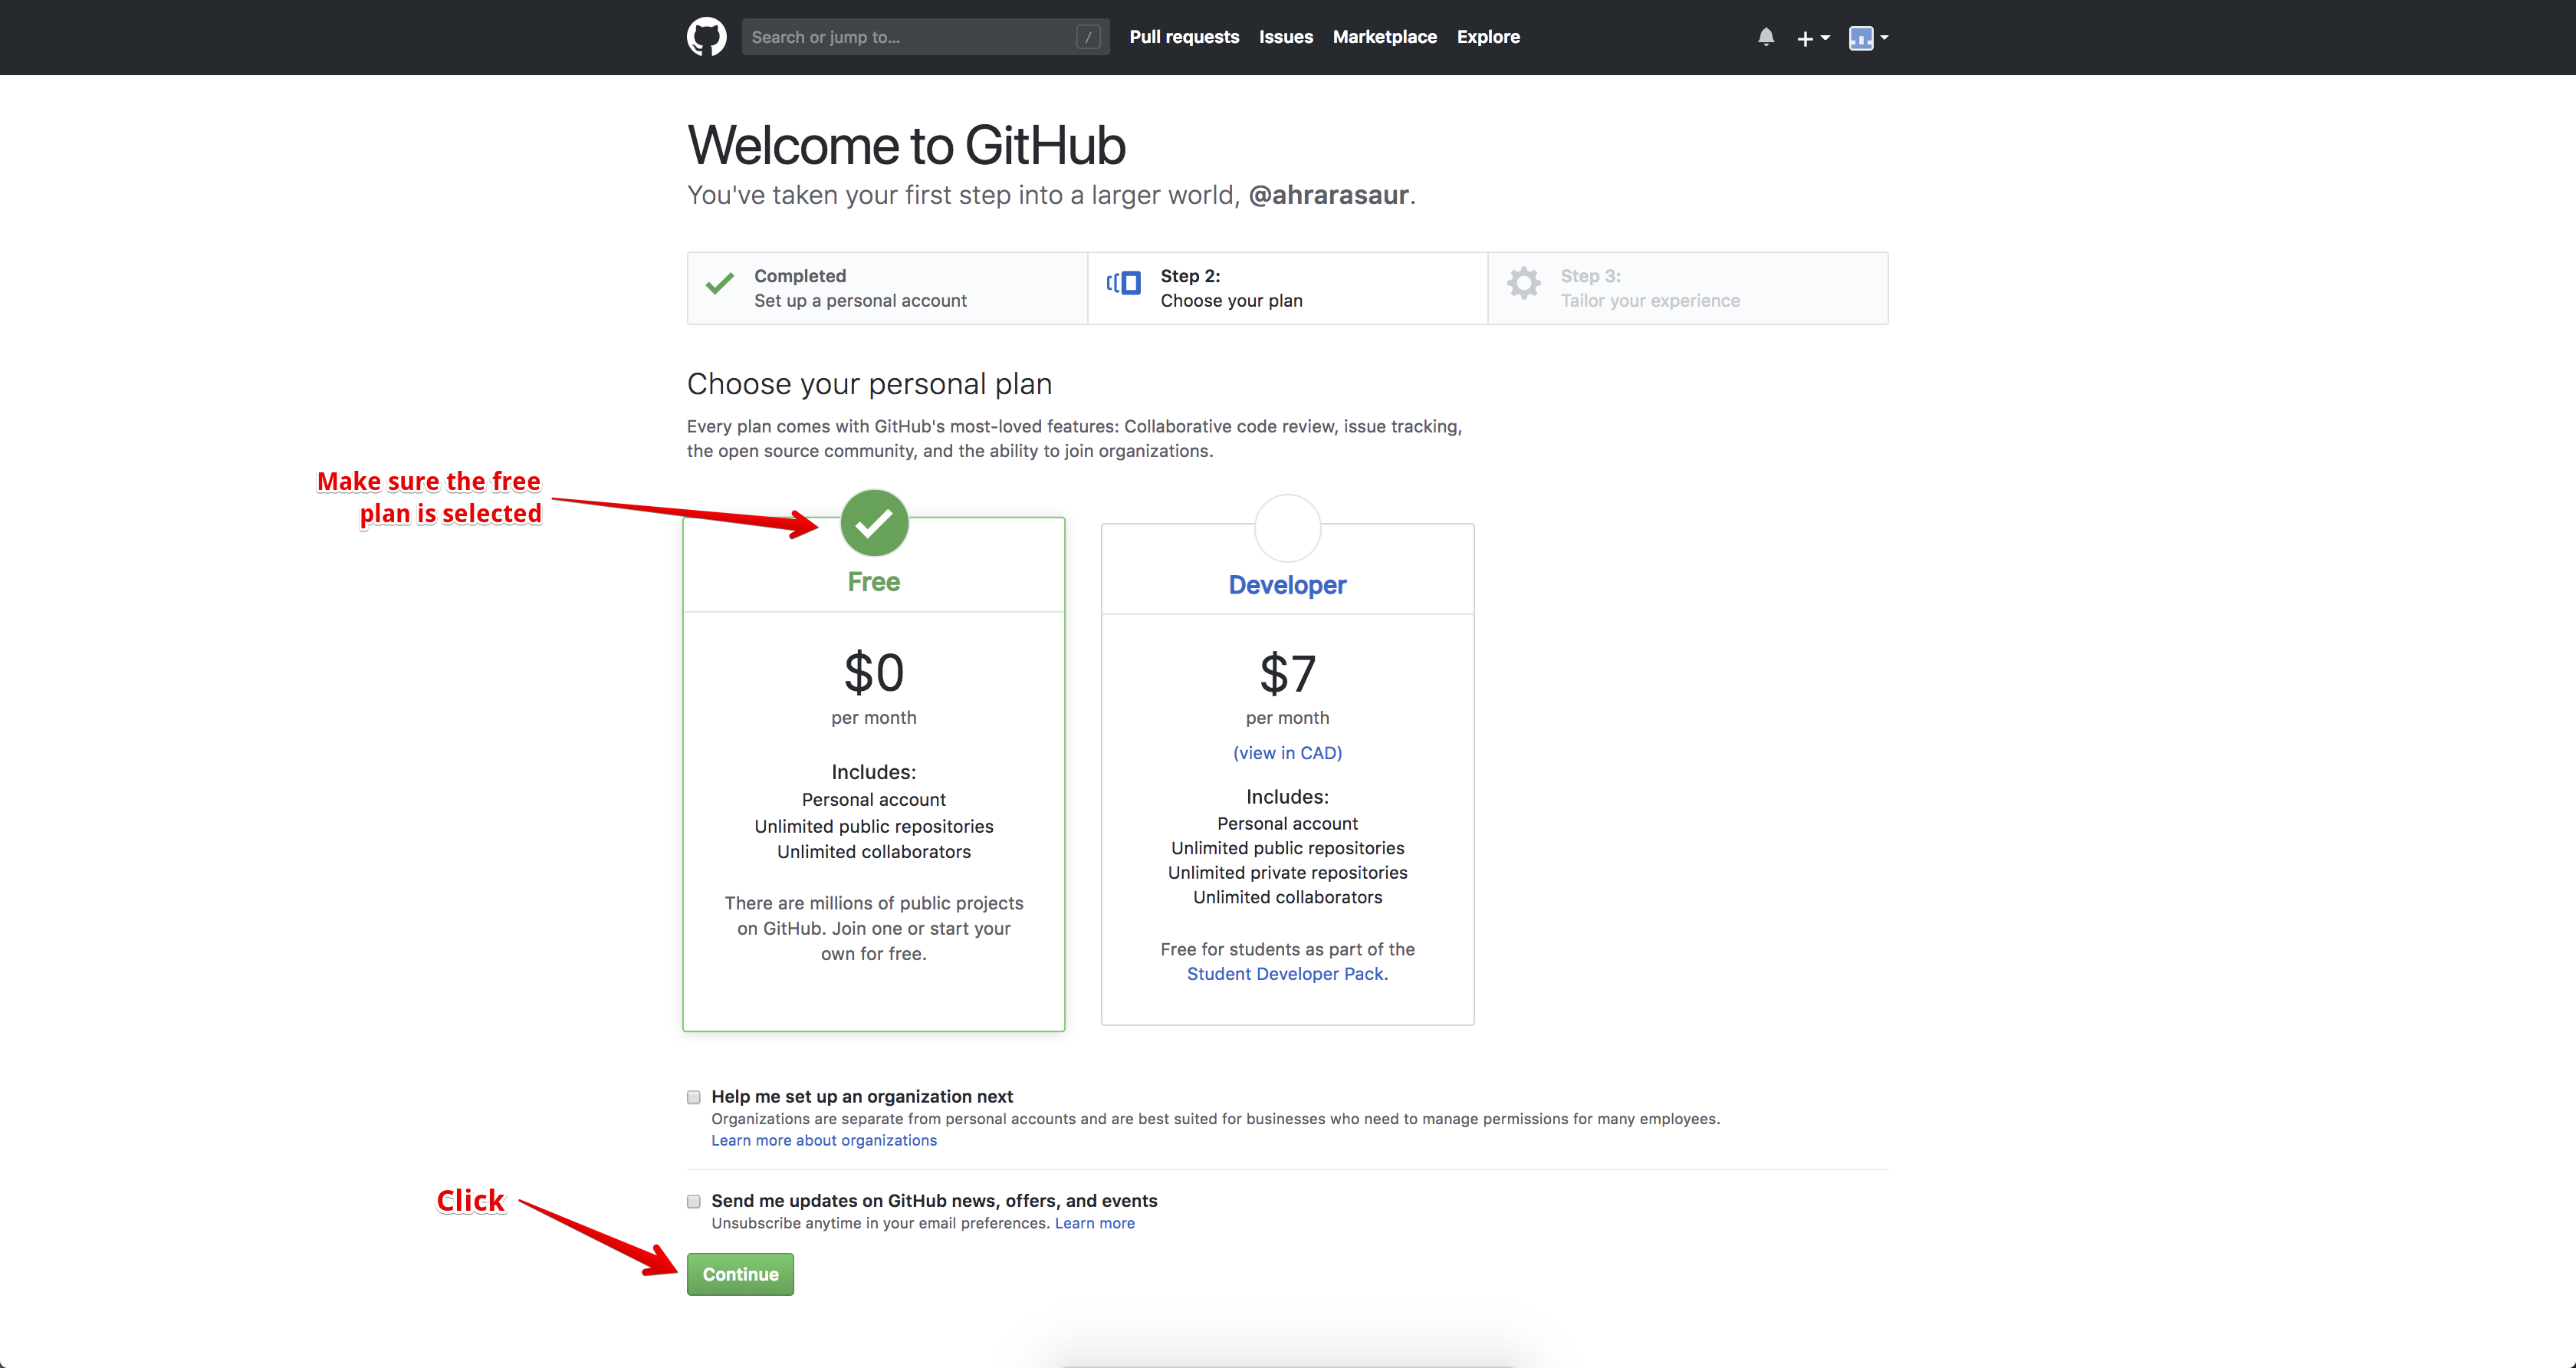 Search or jump to... /
Pull requests Issues Marketplace Explore
Welcome to GitHub
You've taken your first step into a larger world, @ahrarasaur.
Completed
Set up a personal account
Step 2:
Choose your plan
Step 3:
Tailor your experience
Choose your personal plan
Every plan comes with GitHub's most-loved features: Collaborative code review, issue tracking,
the open source community, and the ability to join organizations.
Make sure the free
plan is selected
Free
$0
per month
Includes:
Personal account
Unlimited public repositories
Unlimited collaborators
There are millions of public projects
on GitHub. Join one or start your
own for free.
Developer
$7
per month
(view in CAD)
Includes:
Personal account
Unlimited public repositories
Unlimited private repositories
Unlimited collaborators
Free for students as part of the
Student Developer Pack.
Help me set up an organization next
Organizations are separate from personal accounts and are best suited for businesses who need to manage permissions for many employees.
Learn more about organizations
Click
Send me updates on GitHub news, offers, and events
Unsubscribe anytime in your email preferences. Learn more
Continue